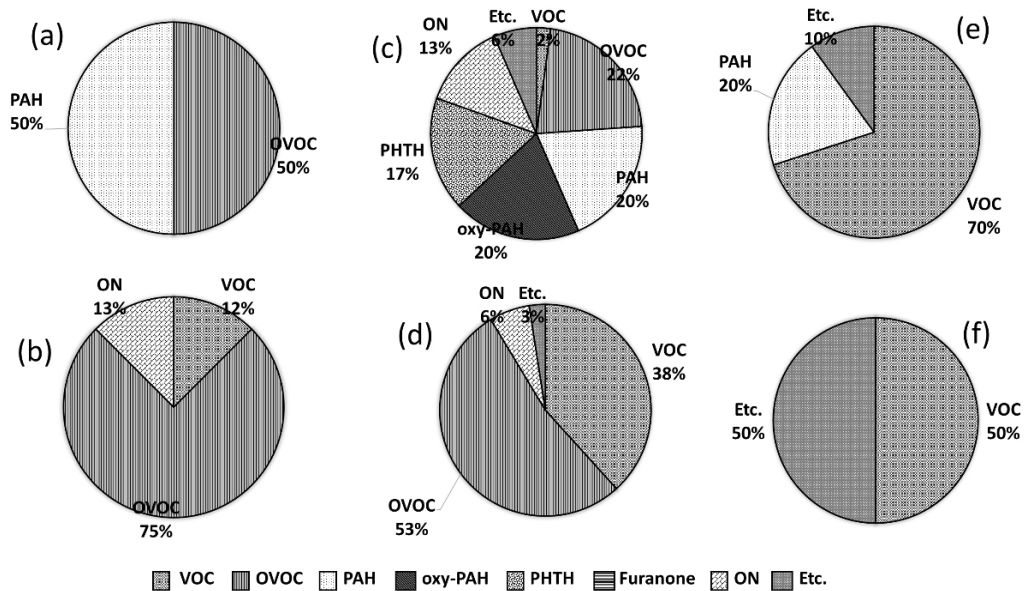 (a)
PAH
50%
OVOC
50%
(c)
ON
13%
Etc.
6%
VOC
2%
OVOC
22%
PHTH
17%
PAH
20%
oxy-PAH
20%
(e)
Etc.
10%
PAH
20%
VOC
70%
(b)
ON
13%
VOC
12%
OVOC
75%
(d)
ON
6%
Etc.
3%
VOC
38%
OVOC
53%
(f)
Etc.
50%
VOC
50%
VOC OVOC PAH oxy-PAH PHTH Furanone ON Etc.